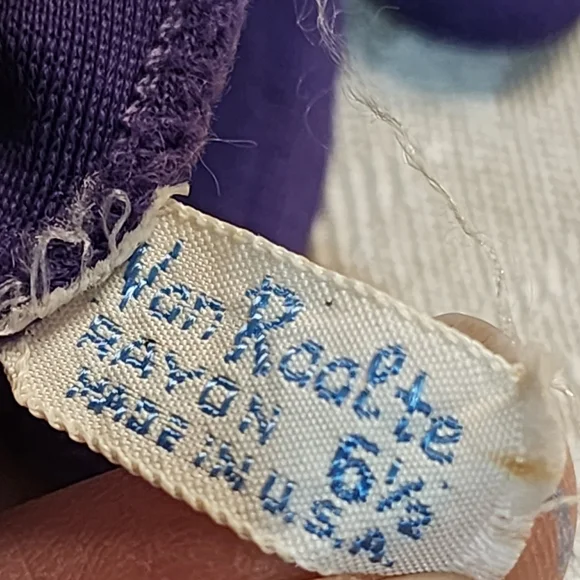 Van Raalte
RAYON 6½
MADE IN U.S.A.